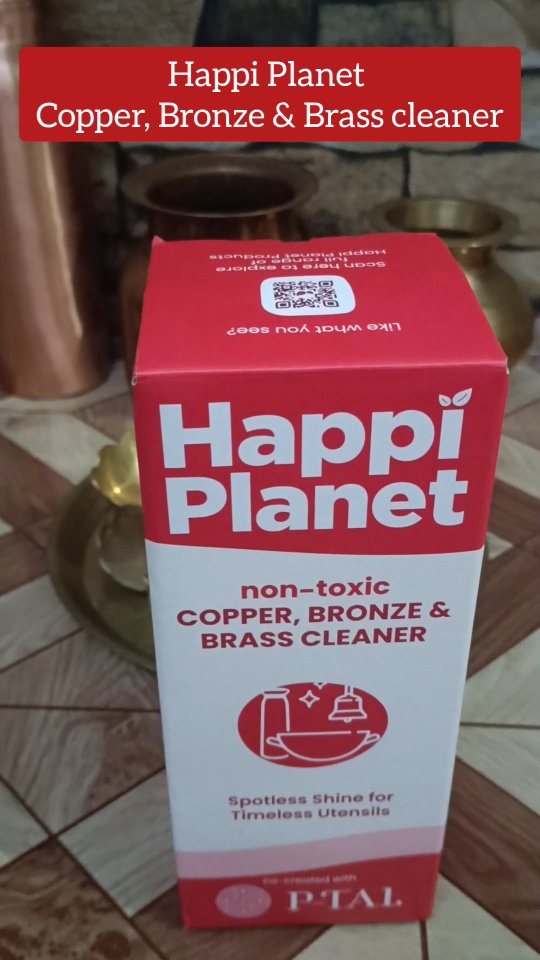 Happi Planet
Copper, Bronze & Brass cleaner
Like what you see?
Scan here to explore
full range of
Happi Planet Products
Happi
Planet
non-toxic
COPPER, BRONZE &
BRASS CLEANER
Spotless Shine for
Timeless Utensils
co-created with
P-TAL